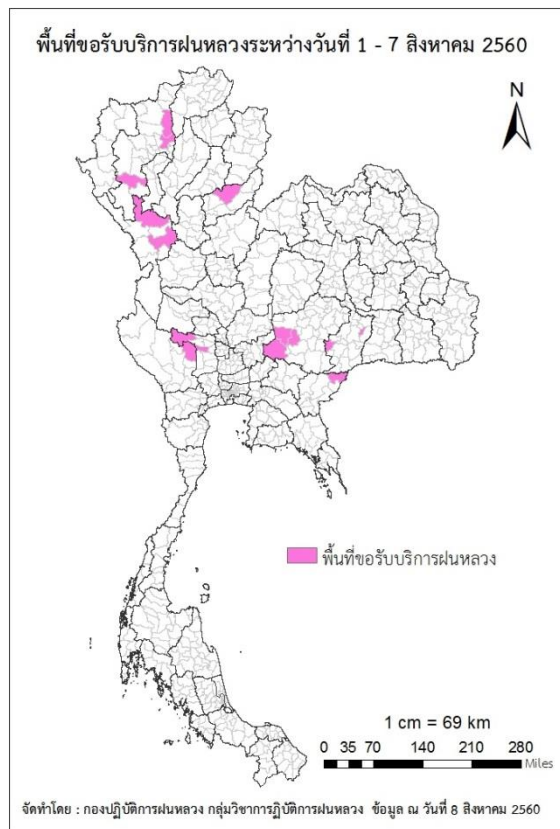 พื้นที่ขอรับบริการฝนหลวงระหว่างวันที่ 1 - 7 สิงหาคม 2560
N
พื้นที่ขอรับบริการฝนหลวง
1 cm = 69 km
0 35 70 140 210 280
Miles
จัดทำโดย : กองปฏิบัติการฝนหลวง กลุ่มวิชาการฏิบัติการฝนหลวง ข้อมูล ณ วันที่ 8 สิงหาคม 2560